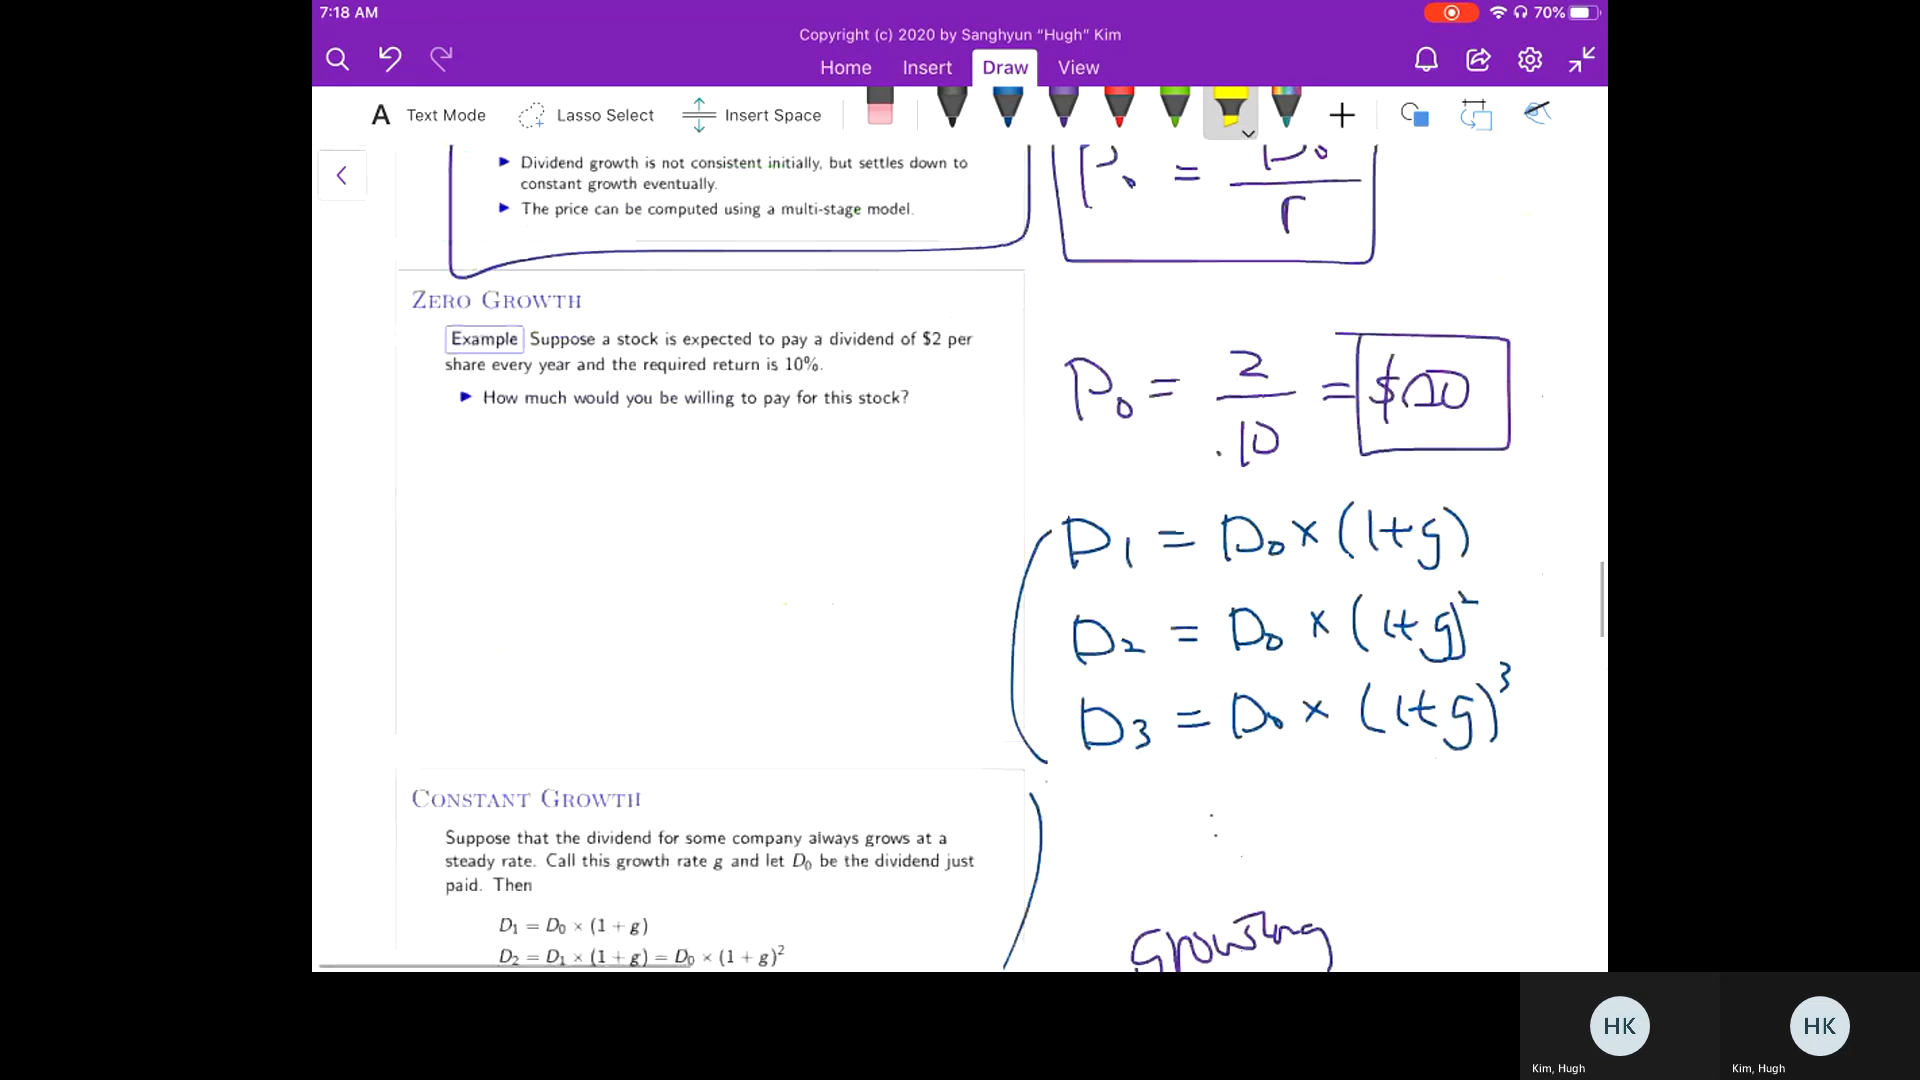 7:18 AM
70%
Copyright (c) 2020 by Sanghyun "Hugh" Kim
Home Insert Draw View
A Text Mode Lasso Select Insert Space
Dividend growth is not consistent initially, but settles down to
constant growth eventually.
The price can be computed using a multi-stage model.
P₀ = D₀ / r
ZERO GROWTH
Example Suppose a stock is expected to pay a dividend of $2 per
share every year and the required return is 10%.
How much would you be willing to pay for this stock?
P₀ = 2 / .10 =
D₁ = D₀ × (1+g)
D₂ = D₀ × (1+g)²
D₃ = D₀ × (1+g)³
CONSTANT GROWTH
Suppose that the dividend for some company always grows at a
steady rate. Call this growth rate g and let D₀ be the dividend just
paid. Then
D₁ = D₀ × (1 + g)
D₂ = D₁ × (1 + g) = D₀ × (1 + g)²
Growing
HK
Kim, Hugh
HK
Kim, Hugh